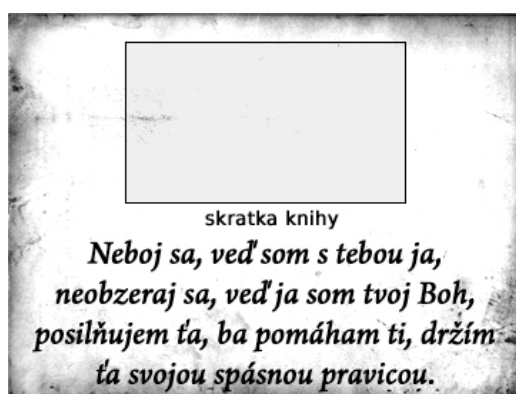 skratka knihy
Neboj sa, veď som s tebou ja,
neobzeraj sa, veď ja som tvoj Boh,
posilňujem ťa, ba pomáham ti, držím
ťa svojou spásnou pravicou.